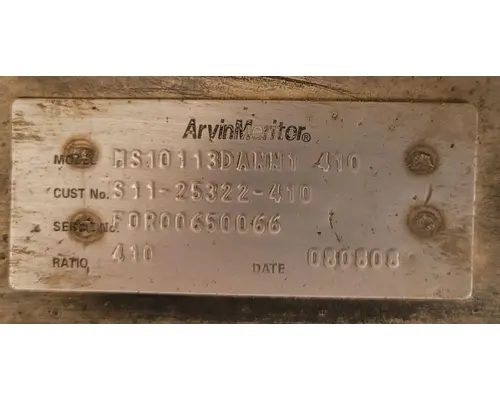 ArvinMeritor®
MODEL MS10113DANN1 410
CUST No. S11-25322-410
SERIAL No. FOR00650066
RATIO 410 DATE 080808